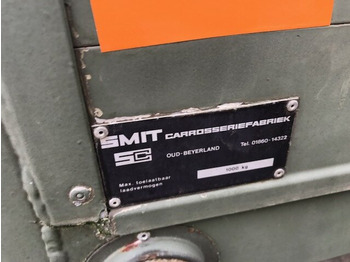 SMIT CARROSSERIEFABRIEK
SC OUD-BEYERLAND Tel. 01860-14322
Max. toelaatbaar 1000 kg
laadvermogen